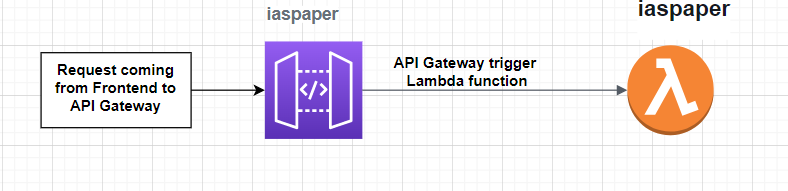 iaspaper
iaspaper
Request coming
from Frontend to
API Gateway
API Gateway trigger
Lambda function